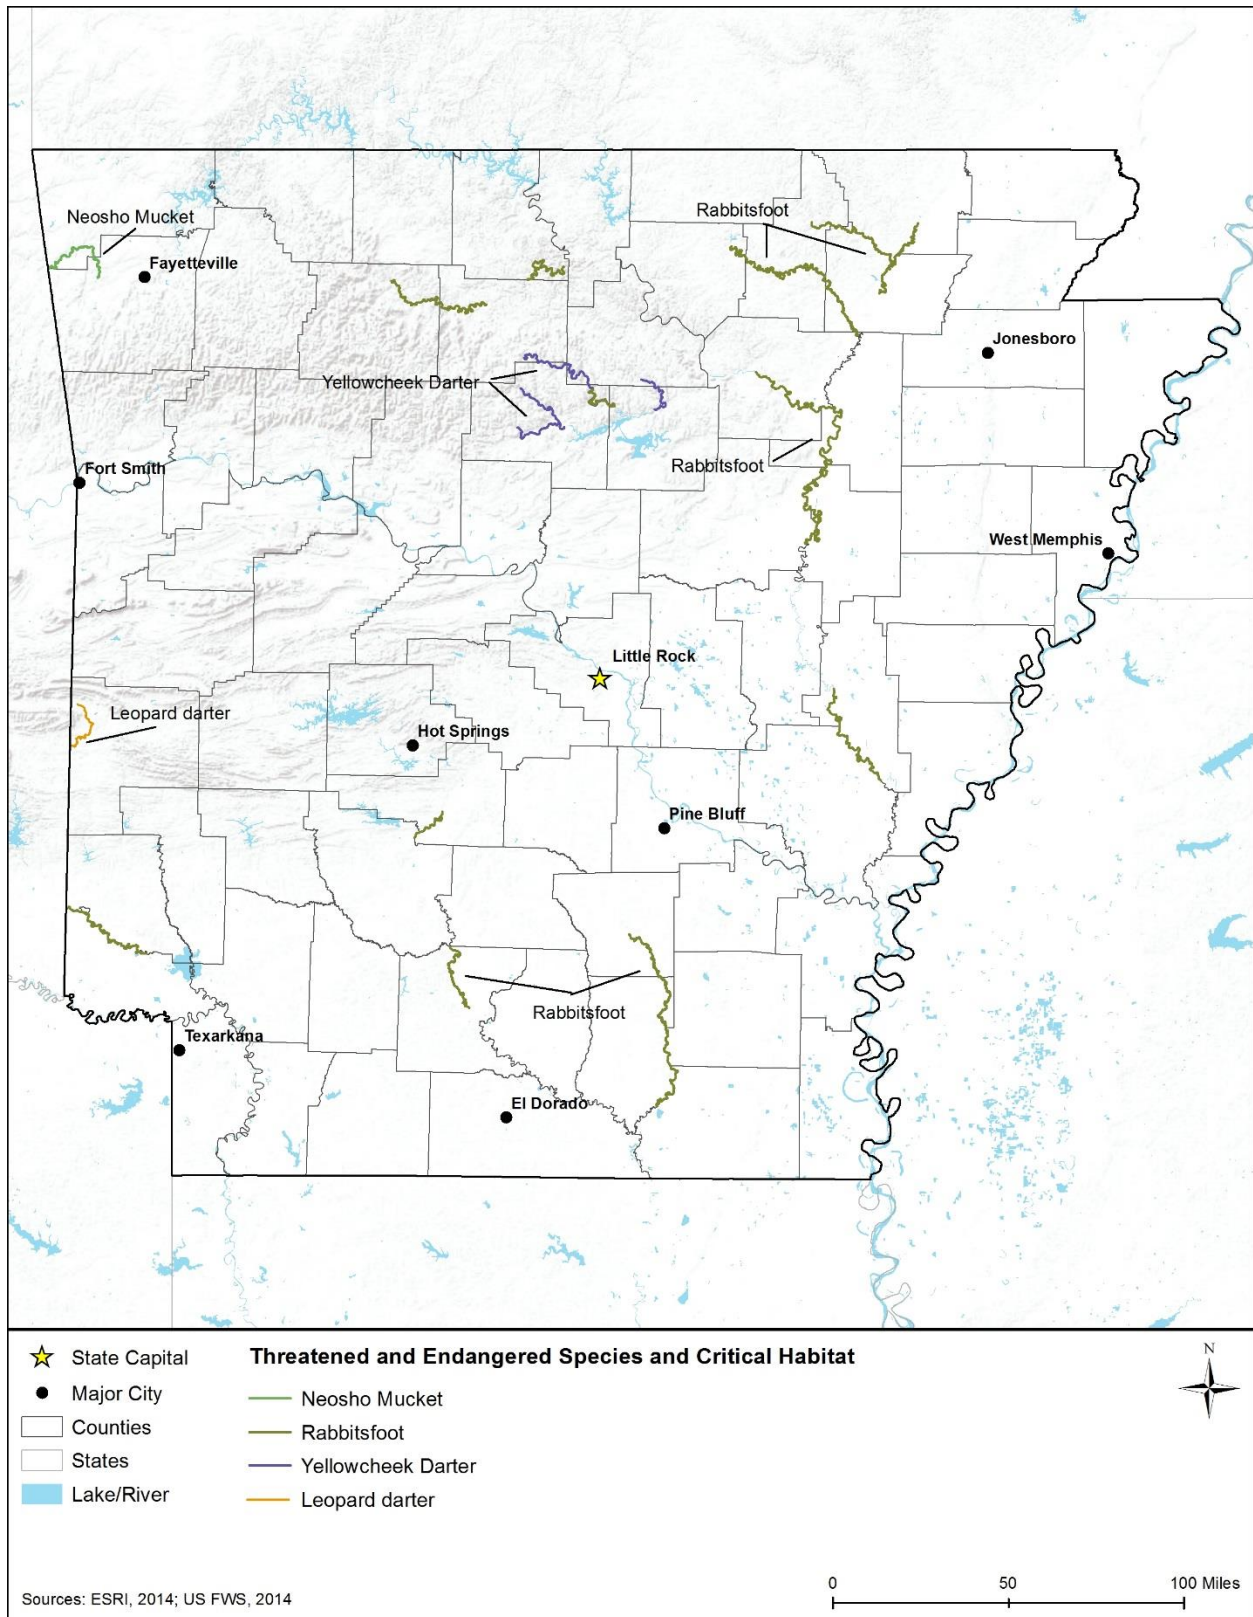 Neosho Mucket
Rabbitsfoot
Fayetteville
Jonesboro
Yellowcheek Darter
Rabbitsfoot
Fort Smith
West Memphis
Little Rock
Leopard darter
Hot Springs
Pine Bluff
Rabbitsfoot
Texarkana
El Dorado
State Capital
Major City
Counties
States
Lake/River
Threatened and Endangered Species and Critical Habitat
Neosho Mucket
Rabbitsfoot
Yellowcheek Darter
Leopard darter
N
Sources: ESRI, 2014; US FWS, 2014
0 50 100 Miles